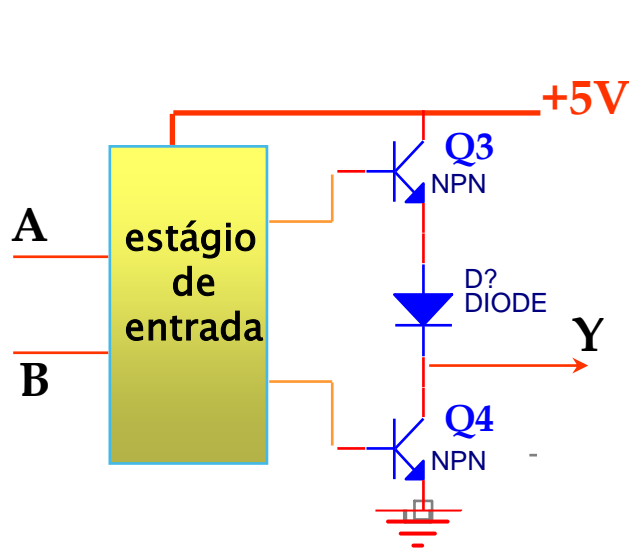 +5V
Q3
NPN
A
estágio
de
entrada
D?
DIODE
Y
B
Q4
NPN
-